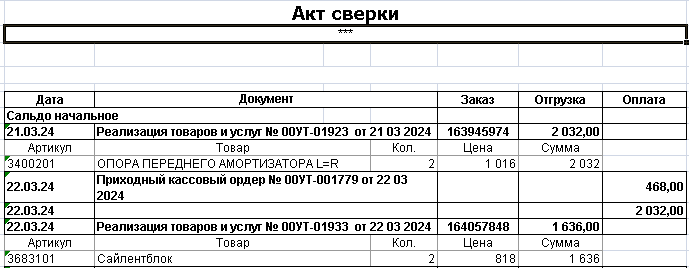 Акт сверки
***
Дата Документ Заказ Отгрузка Оплата
Сальдо начальное
21.03.24 Реализация товаров и услуг № 00УТ-01923 от 21 03 2024 163945974 2 032,00
Артикул Товар Кол. Цена Сумма
3400201 ОПОРА ПЕРЕДНЕГО АМОРТИЗАТОРА L=R 2 1 016 2 032
22.03.24 Приходный кассовый ордер № 00УТ-001779 от 22 03
2024 468,00
22.03.24 2 032,00
22.03.24 Реализация товаров и услуг № 00УТ-01933 от 22 03 2024 164057848 1 636,00
Артикул Товар Кол. Цена Сумма
3683101 Сайлентблок 2 818 1 636